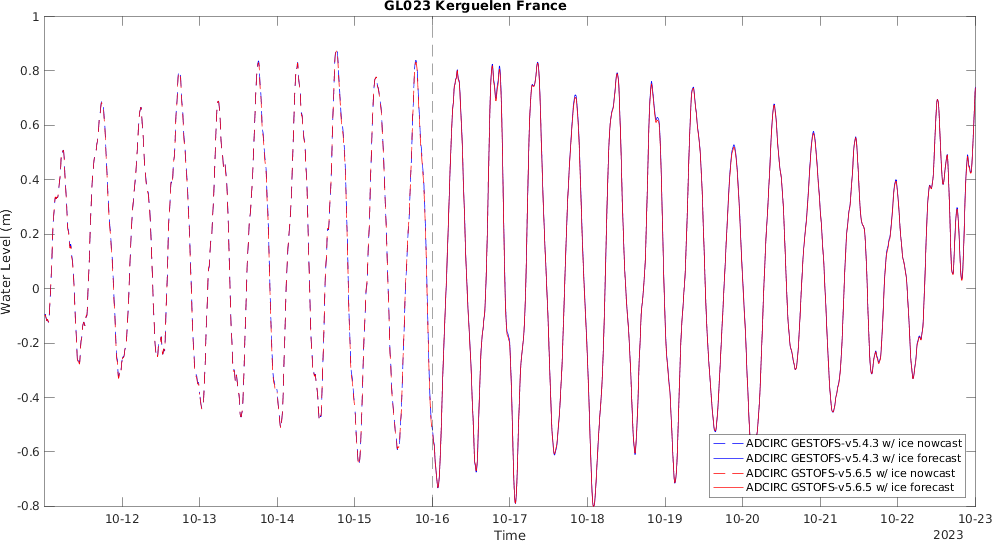 GL023 Kerguelen France
1
0.8
0.6
0.4
0.2
0
-0.2
-0.4
-0.6
-0.8
Water Level (m)
ADCIRC GESTOFS-v5.4.3 w/ ice nowcast
ADCIRC GESTOFS-v5.4.3 w/ ice forecast
ADCIRC GSTOFS-v5.6.5 w/ ice nowcast
ADCIRC GSTOFS-v5.6.5 w/ ice forecast
10-12 10-13 10-14 10-15 10-16 10-17 10-18 10-19 10-20 10-21 10-22 10-23
Time
2023